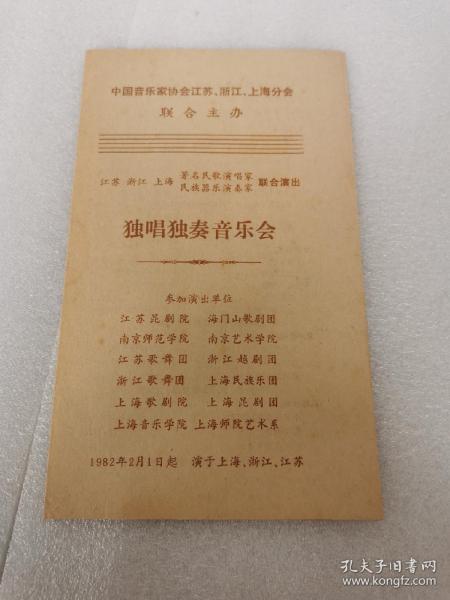 中国音乐家协会江苏、浙江、上海分会
联合主办
江苏 浙江 上海 著名民歌演唱家 民族器乐演奏家 联合演出
独唱独奏音乐会
参加演出单位
江苏昆剧院 海门山歌剧团
南京师范学院 南京艺术学院
江苏歌舞团 浙江越剧团
浙江歌舞团 上海民族乐团
上海歌剧院 上海昆剧团
上海音乐学院 上海师院艺术系
1982年2月1日起 演于上海、浙江、江苏
孔夫子旧书网
www.kongfz.com